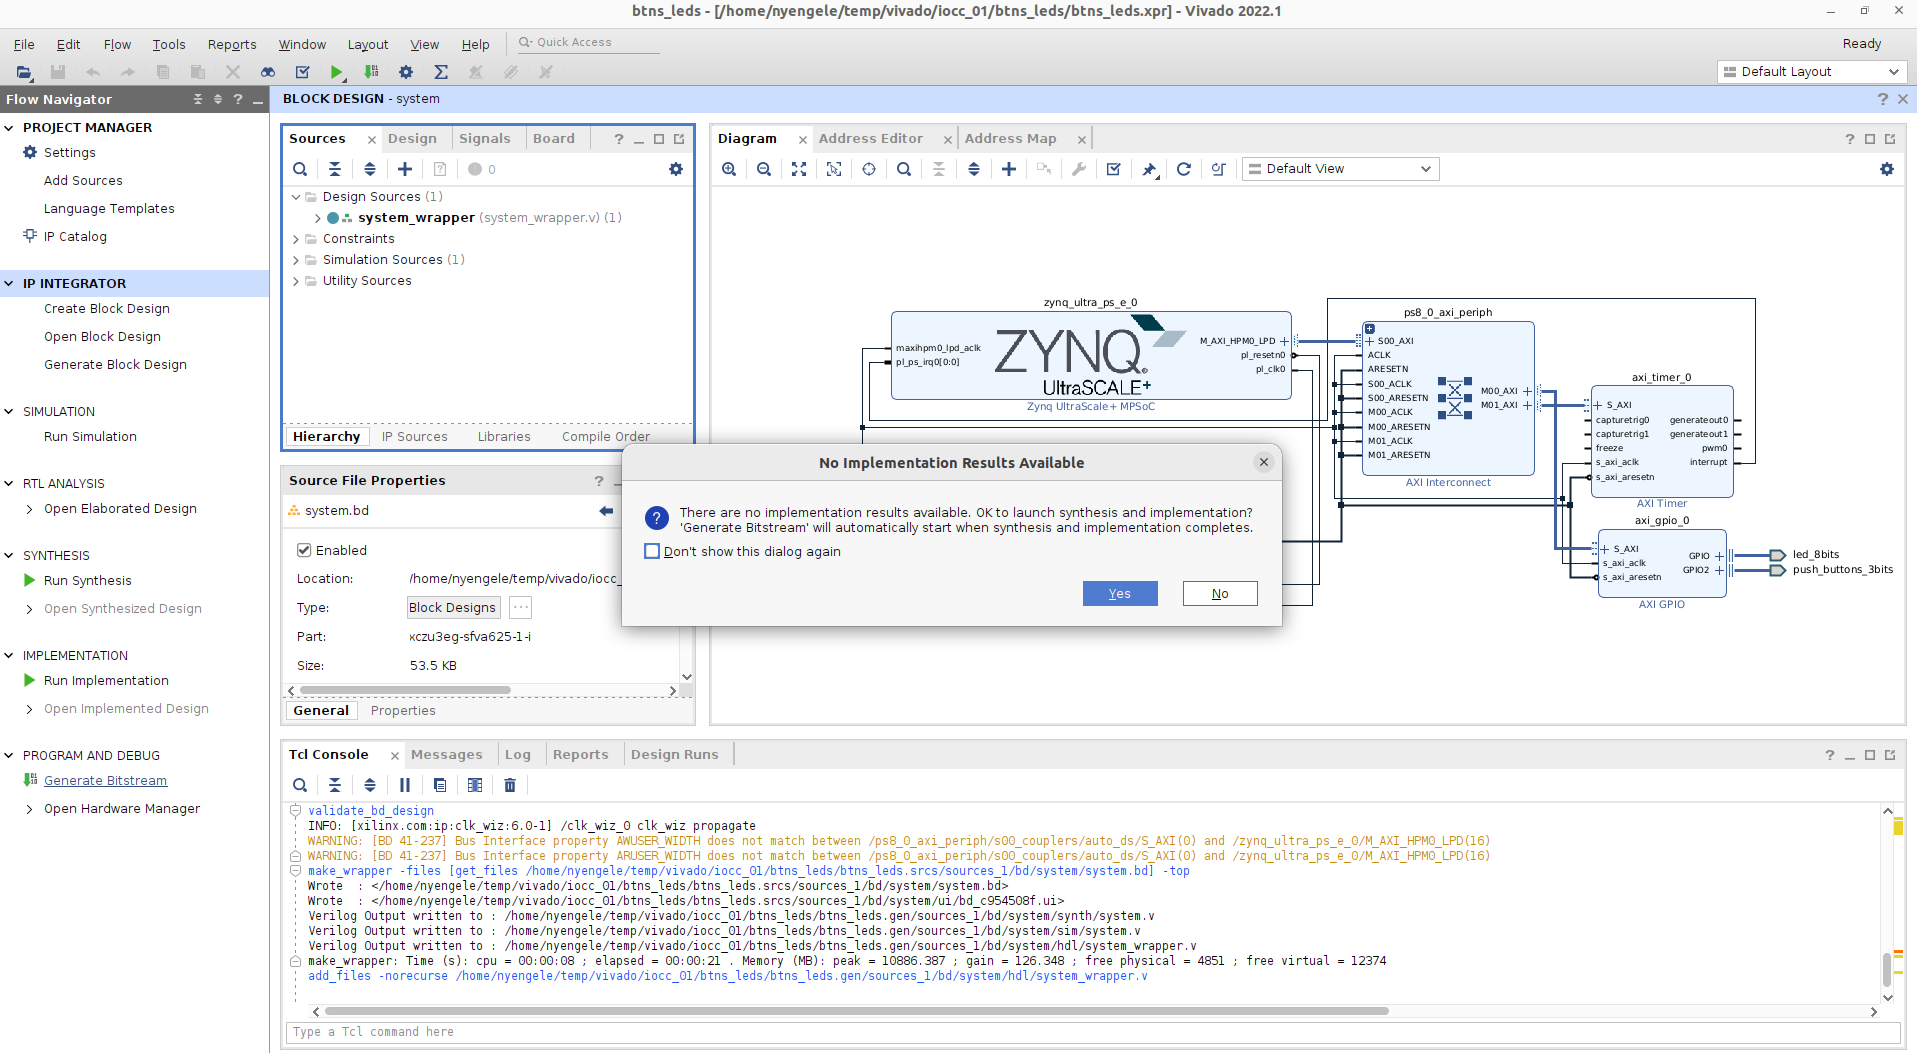 btns_leds - [/home/nyengele/temp/vivado/iocc_01/btns_leds/btns_leds.xpr] - Vivado 2022.1
File Edit Flow Tools Reports Window Layout View Help Quick Access Ready
Default Layout
Flow Navigator
PROJECT MANAGER
Settings
Add Sources
Language Templates
IP Catalog
IP INTEGRATOR
Create Block Design
Open Block Design
Generate Block Design
SIMULATION
Run Simulation
RTL ANALYSIS
Open Elaborated Design
SYNTHESIS
Run Synthesis
Open Synthesized Design
IMPLEMENTATION
Run Implementation
Open Implemented Design
PROGRAM AND DEBUG
Generate Bitstream
Open Hardware Manager
BLOCK DESIGN - system
Sources Design Signals Board
0
Design Sources (1)
system_wrapper (system_wrapper.v) (1)
Constraints
Simulation Sources (1)
Utility Sources
Hierarchy IP Sources Libraries Compile Order
Source File Properties
system.bd
Enabled
Location: /home/nyengele/temp/vivado/iocc_
Type: Block Designs
Part: xczu3eg-sfva625-1-i
Size: 53.5 KB
General Properties
Diagram Address Editor Address Map
Default View
zynq_ultra_ps_e_0
maxihpm0_lpd_aclk
pl_ps_irq0[0:0]
ZYNQ
UltraSCALE+
M_AXI_HPM0_LPD
pl_resetn0
pl_clk0
Zynq UltraScale+ MPSoC
ps8_0_axi_periph
S00_AXI
ACLK
ARESETN
S00_ACLK
S00_ARESETN
M00_ACLK
M00_ARESETN
M01_ACLK
M01_ARESETN
M00_AXI
M01_AXI
AXI Interconnect
axi_timer_0
S_AXI
capturetrig0
capturetrig1
freeze
s_axi_aclk
s_axi_aresetn
generateout0
generateout1
pwm0
interrupt
AXI Timer
axi_gpio_0
S_AXI
s_axi_aclk
s_axi_aresetn
GPIO
GPIO2
AXI GPIO
led_8bits
push_buttons_3bits
No Implementation Results Available
There are no implementation results available. OK to launch synthesis and implementation?
'Generate Bitstream' will automatically start when synthesis and implementation completes.
Don't show this dialog again
Yes No
Tcl Console Messages Log Reports Design Runs
validate_bd_design
INFO: [xilinx.com:ip:clk_wiz:6.0-1] /clk_wiz_0 clk_wiz propagate
WARNING: [BD 41-237] Bus Interface property AWUSER_WIDTH does not match between /ps8_0_axi_periph/s00_couplers/auto_ds/S_AXI(0) and /zynq_ultra_ps_e_0/M_AXI_HPM0_LPD(16)
WARNING: [BD 41-237] Bus Interface property ARUSER_WIDTH does not match between /ps8_0_axi_periph/s00_couplers/auto_ds/S_AXI(0) and /zynq_ultra_ps_e_0/M_AXI_HPM0_LPD(16)
make_wrapper -files [get_files /home/nyengele/temp/vivado/iocc_01/btns_leds/btns_leds.srcs/sources_1/bd/system/system.bd] -top
Wrote : </home/nyengele/temp/vivado/iocc_01/btns_leds/btns_leds.srcs/sources_1/bd/system/system.bd>
Wrote : </home/nyengele/temp/vivado/iocc_01/btns_leds/btns_leds.srcs/sources_1/bd/system/ui/bd_c954508f.ui>
Verilog Output written to : /home/nyengele/temp/vivado/iocc_01/btns_leds/btns_leds.gen/sources_1/bd/system/synth/system.v
Verilog Output written to : /home/nyengele/temp/vivado/iocc_01/btns_leds/btns_leds.gen/sources_1/bd/system/sim/system.v
Verilog Output written to : /home/nyengele/temp/vivado/iocc_01/btns_leds/btns_leds.gen/sources_1/bd/system/hdl/system_wrapper.v
make_wrapper: Time (s): cpu = 00:00:08 ; elapsed = 00:00:21 . Memory (MB): peak = 10886.387 ; gain = 126.348 ; free physical = 4851 ; free virtual = 12374
add_files -norecurse /home/nyengele/temp/vivado/iocc_01/btns_leds/btns_leds.gen/sources_1/bd/system/hdl/system_wrapper.v
Type a Tcl command here